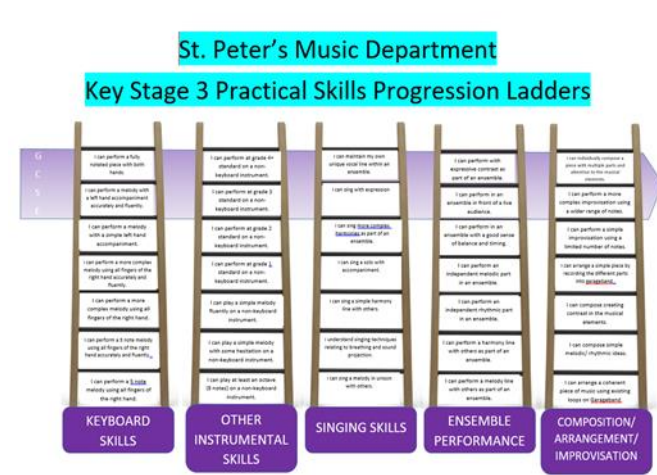 St. Peter's Music Department
Key Stage 3 Practical Skills Progression Ladders
G
C
S
E
I can perform a fully
notated piece with both
hands.
I can perform a melody with
a left hand accompaniment
accurately and fluently.
I can perform a melody
with a simple left hand
accompaniment.
I can perform a more complex
melody using all fingers of the
right hand accurately and
fluently.
I can perform a more
complex melody using all
fingers of the right hand.
I can perform a 5 note melody
using all fingers of the right
hand accurately and fluently.
I can perform a 5 note
melody using all fingers of
the right hand.
KEYBOARD
SKILLS
I can perform at grade 4+
standard on a non-
keyboard instrument.
I can perform at grade 3
standard on a non-
keyboard instrument.
I can perform at grade 2
standard on a non-
keyboard instrument.
I can perform at grade 1
standard on a non-
keyboard instrument.
I can play a simple melody
fluently on a non-keyboard
instrument.
I can play a simple melody
with some hesitation on a
non-keyboard instrument.
I can play at least an octave
(8 notes) on a non-keyboard
instrument.
OTHER
INSTRUMENTAL
SKILLS
I can maintain my own
unique vocal line within an
ensemble.
I can sing with expression
I can sing more complex
harmonies as part of an
ensemble.
I can sing a solo with
accompaniment.
I can sing a simple harmony
line with others.
I understand singing techniques
relating to breathing and sound
projection.
I can sing a melody in unison
with others.
SINGING SKILLS
I can perform with
expressive contrast as
part of an ensemble.
I can perform in an
ensemble in front of a live
audience.
I can perform in an
ensemble with a good sense
of balance and timing.
I can perform an
independent melodic part
in an ensemble.
I can perform an
independent rhythmic part
in an ensemble.
I can perform a harmony line
with others as part of an
ensemble.
I can perform a melody line
with others as part of an
ensemble.
ENSEMBLE
PERFORMANCE
I can individually compose a
piece with multiple parts and
attention to the musical
elements.
I can perform a more
complex improvisation using
a wider range of notes.
I can perform a simple
improvisation using a
limited number of notes.
I can arrange a simple piece by
recording the different parts
into garageband.
I can compose creating
contrast in the musical
elements.
I can compose simple
melodic/ rhythmic ideas
I can arrange a coherent
piece of music using existing
loops on Garageband.
COMPOSITION/
ARRANGEMENT/
IMPROVISATION